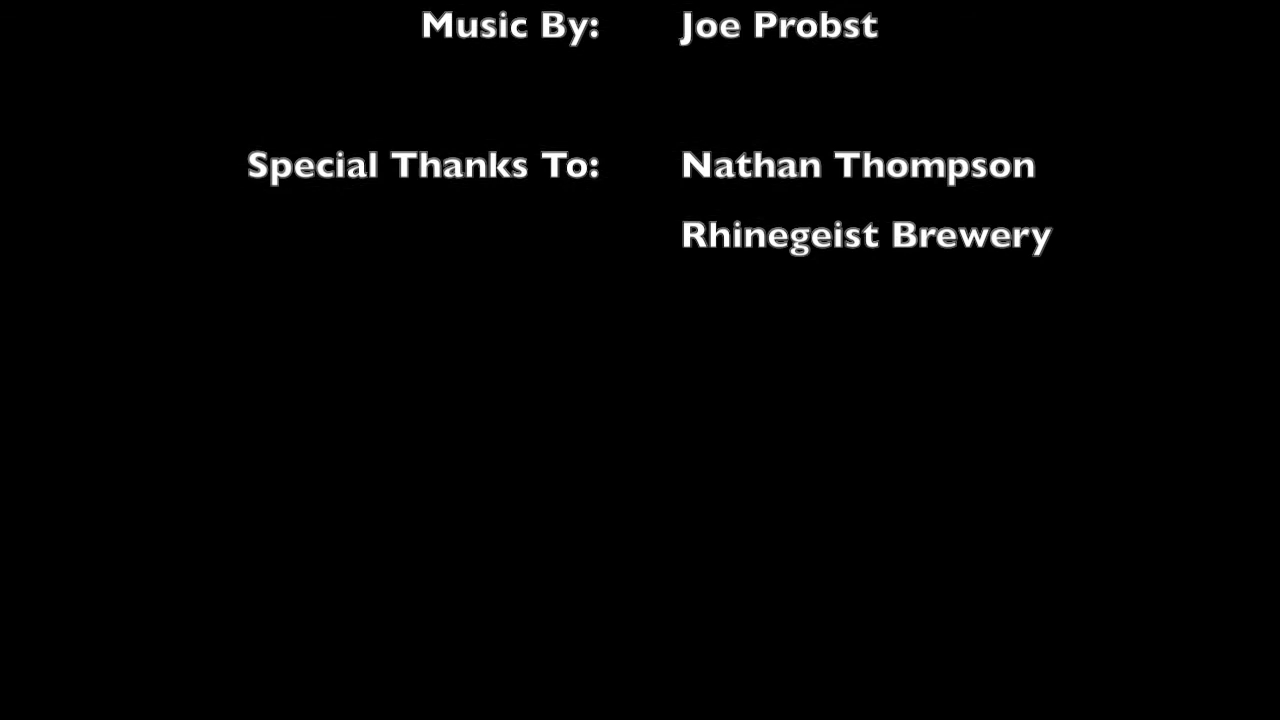 Music By: Joe Probst
Special Thanks To: Nathan Thompson
Rhinegeist Brewery